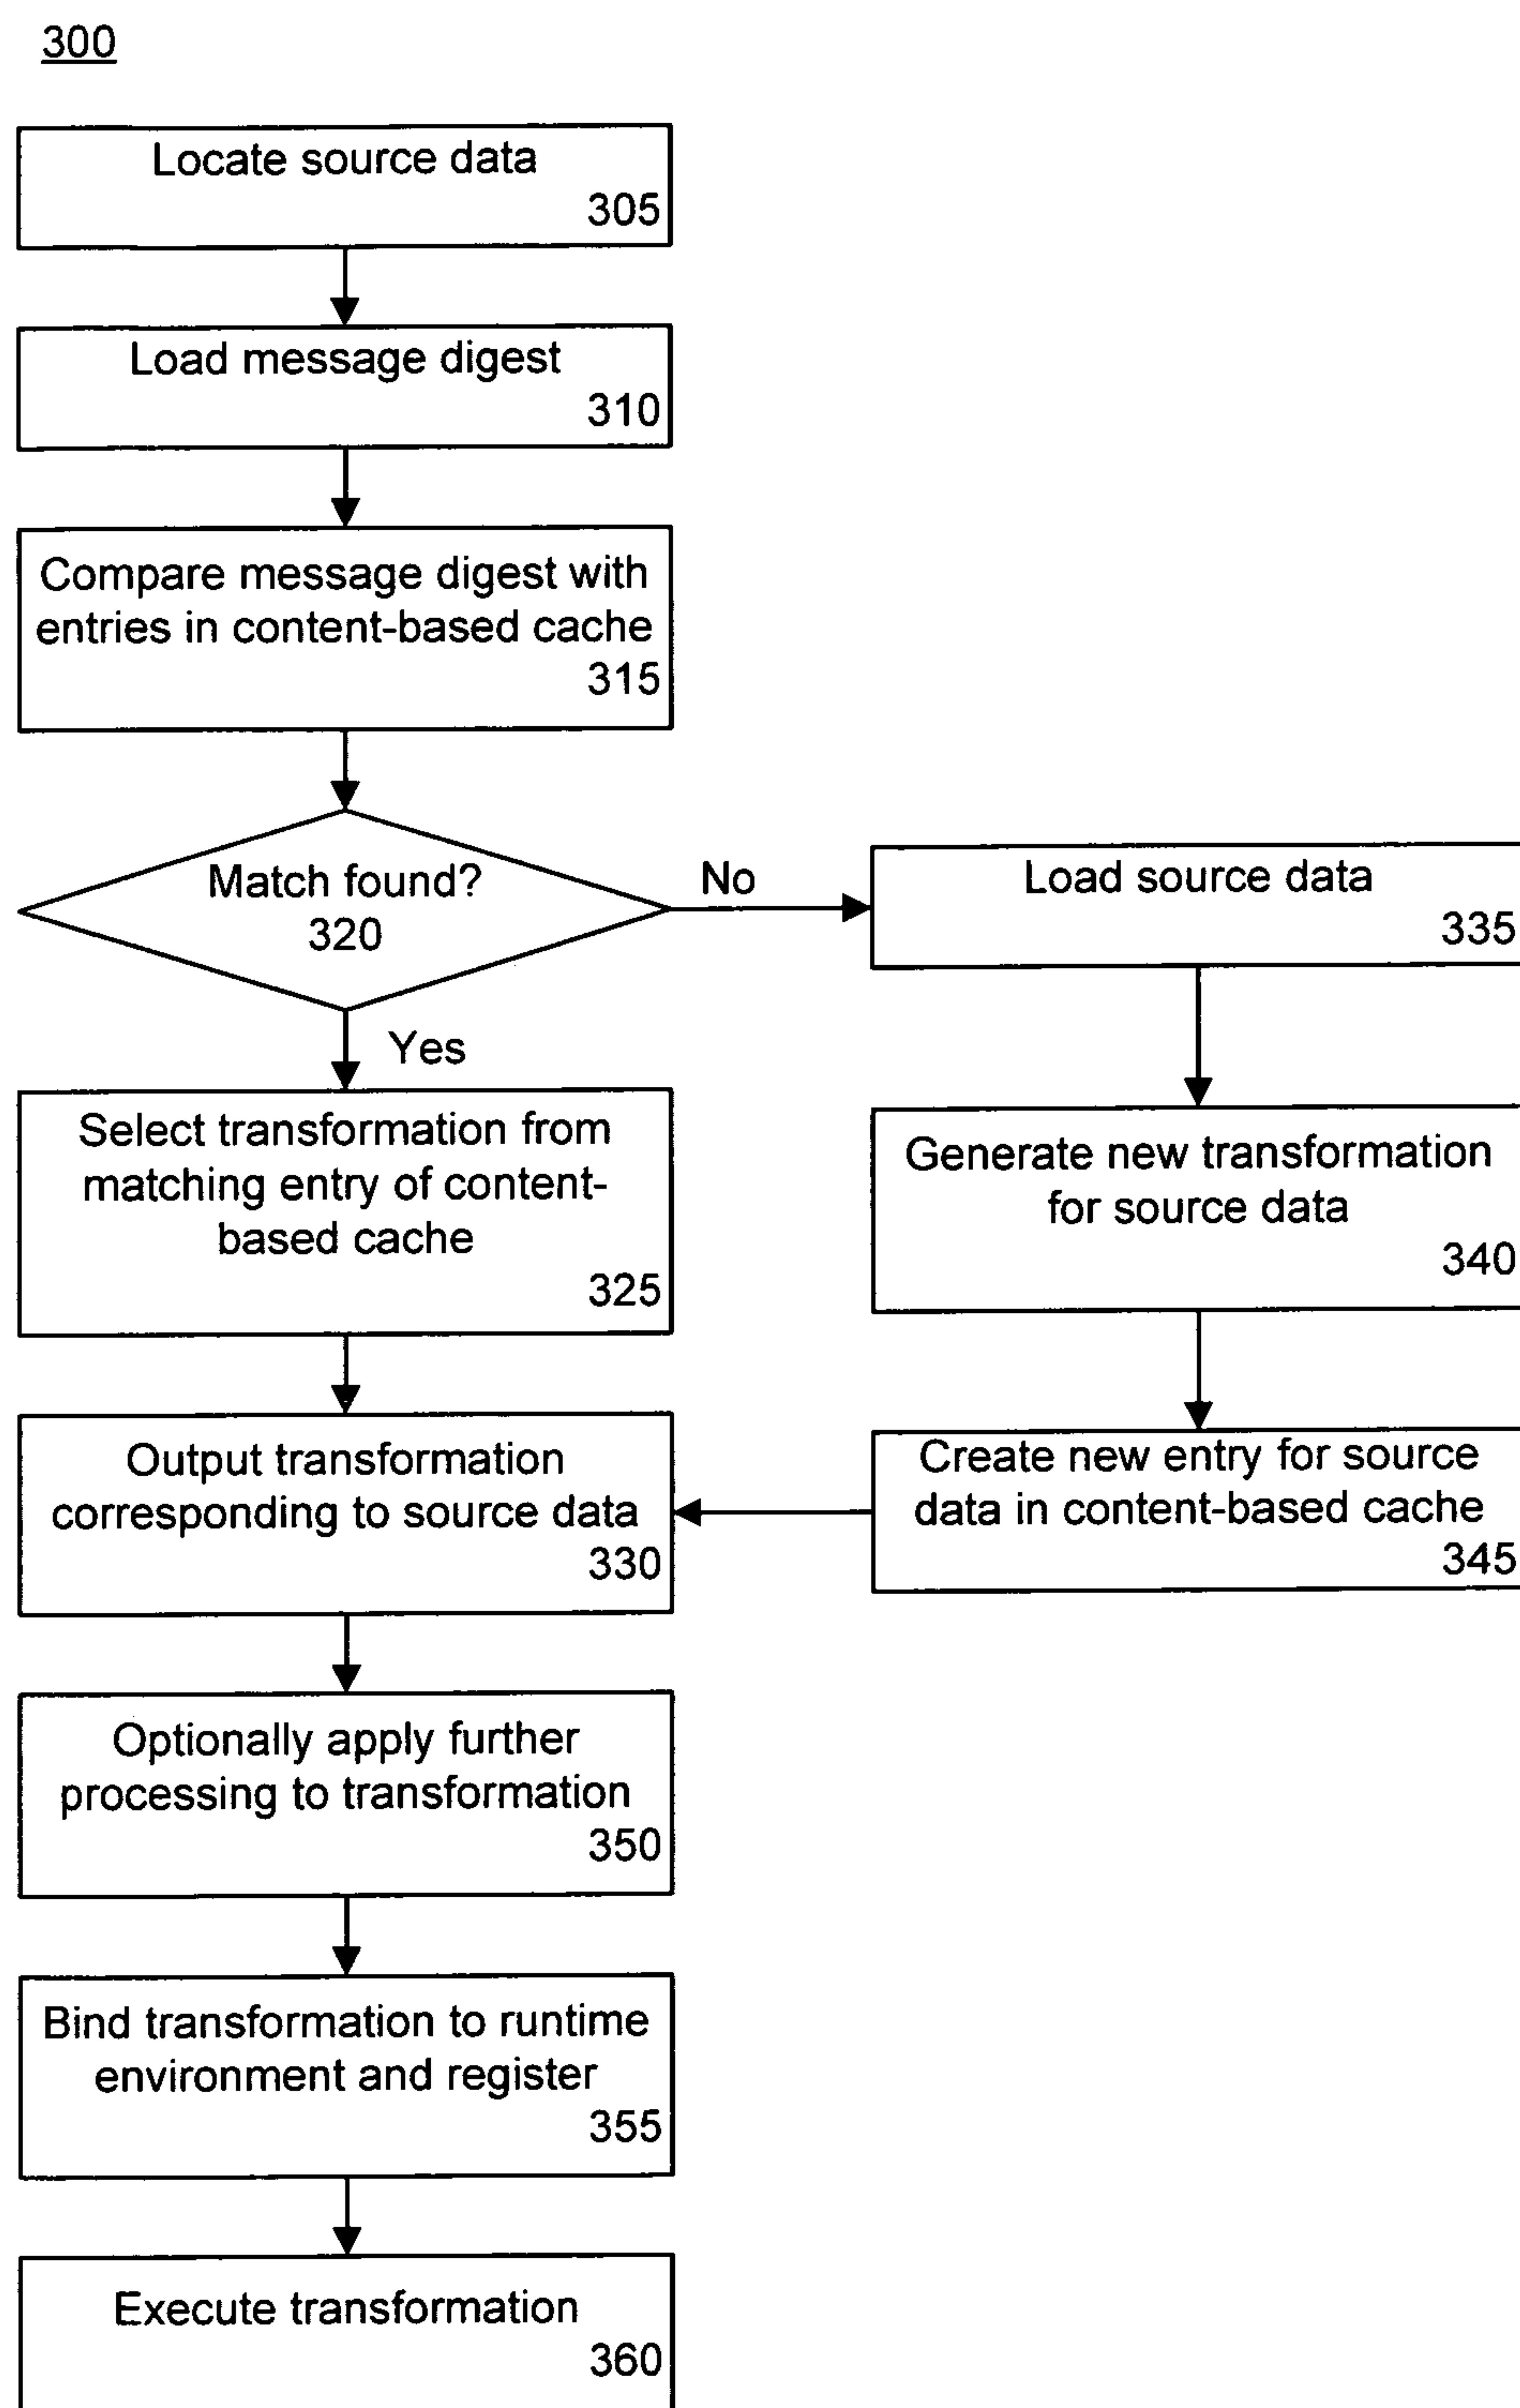 300
Locate source data
305
Load message digest
310
Compare message digest with
entries in content-based cache
315
Match found?
320
No
Load source data
335
Yes
Select transformation from
matching entry of content-
based cache
325
Generate new transformation
for source data
340
Output transformation
corresponding to source data
330
Create new entry for source
data in content-based cache
345
Optionally apply further
processing to transformation
350
Bind transformation to runtime
environment and register
355
Execute transformation
360